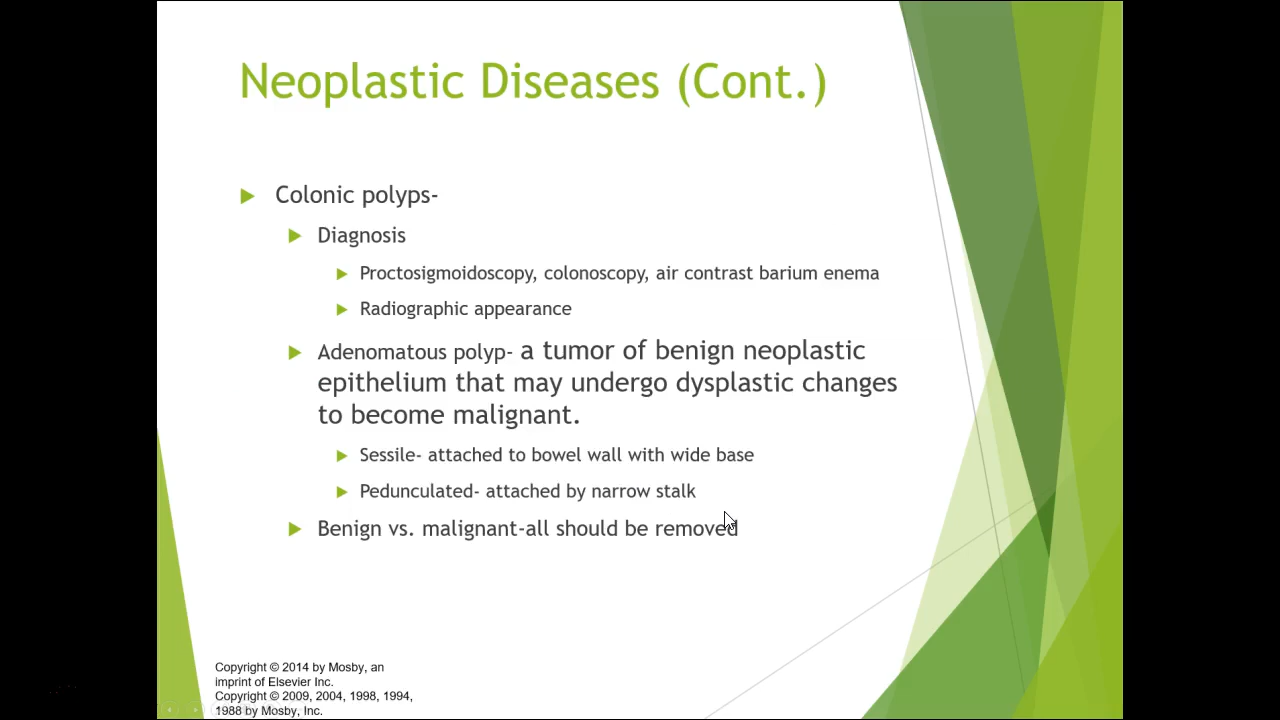 Neoplastic Diseases (Cont.)
Colonic polyps-
Diagnosis
Proctosigmoidoscopy, colonoscopy, air contrast barium enema
Radiographic appearance
Adenomatous polyp- a tumor of benign neoplastic
epithelium that may undergo dysplastic changes
to become malignant.
Sessile- attached to bowel wall with wide base
Pedunculated- attached by narrow stalk
Benign vs. malignant-all should be removed
Copyright © 2014 by Mosby, an
imprint of Elsevier Inc.
Copyright © 2009, 2004, 1998, 1994,
1988 by Mosby, Inc.